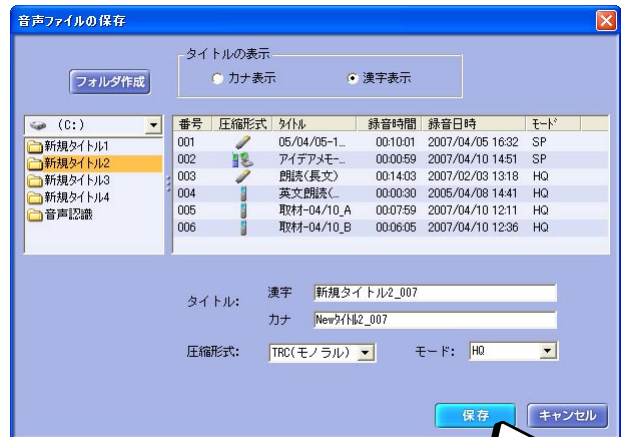 音声ファイルの保存
タイトルの表示
フォルダ作成
カナ表示 漢字表示
(C:)
新規タイトル1
新規タイトル2
新規タイトル3
新規タイトル4
音声認識
番号 圧縮形式 タイトル 録音時間 録音日時 モード
001 05/04/05-1... 00:10:01 2007/04/05 16:32 SP
002 アイデアメモ-... 00:00:59 2007/04/10 14:51 SP
003 朗読(長文) 00:14:03 2007/02/03 13:18 HQ
004 英文朗読(... 00:00:30 2005/04/08 14:41 HQ
005 取材-04/10_A 00:07:59 2007/04/10 12:11 HQ
006 取材-04/10_B 00:06:05 2007/04/10 12:36 HQ
タイトル: 漢字 新規タイトル2_007
カナ Newタイトル2_007
圧縮形式: TRC(モノラル) モード: HQ
保存 キャンセル